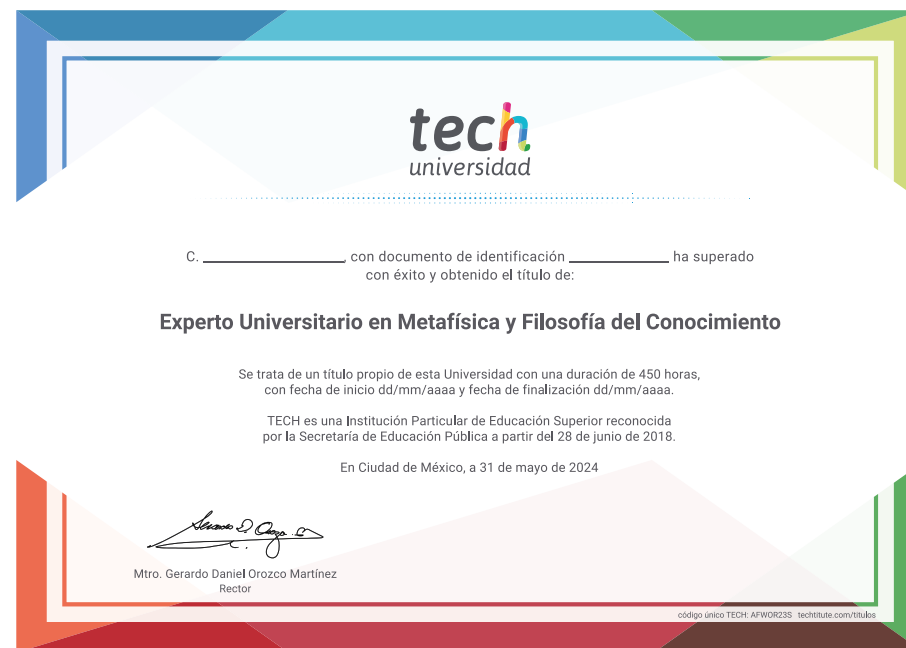 tech
universidad
C. ____________________, con documento de identificación ______________ ha superado
con éxito y obtenido el título de:
Experto Universitario en Metafísica y Filosofía del Conocimiento
Se trata de un título propio de esta Universidad con una duración de 450 horas,
con fecha de inicio dd/mm/aaaa y fecha de finalización dd/mm/aaaa.
TECH es una Institución Particular de Educación Superior reconocida
por la Secretaría de Educación Pública a partir del 28 de junio de 2018.
En Ciudad de México, a 31 de mayo de 2024
Mtro. Gerardo Daniel Orozco Martínez
Rector
código único TECH: AFWOR23S techtitute.com/titulos